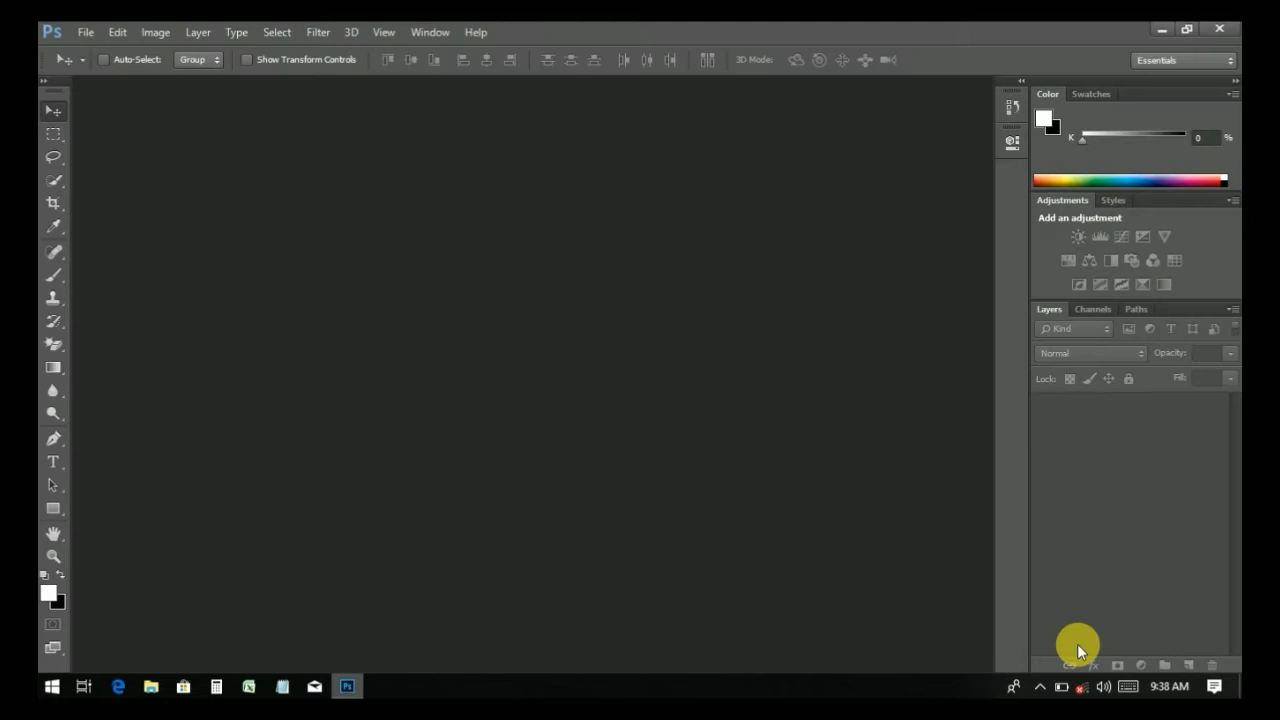 Ps File Edit Image Layer Type Select Filter 3D View Window Help
Auto-Select: Group Show Transform Controls 3D Mode: Essentials
Color Swatches
K 0 %
Adjustments Styles
Add an adjustment
Layers Channels Paths
Kind
Normal Opacity:
Lock: Fill:
9:38 AM